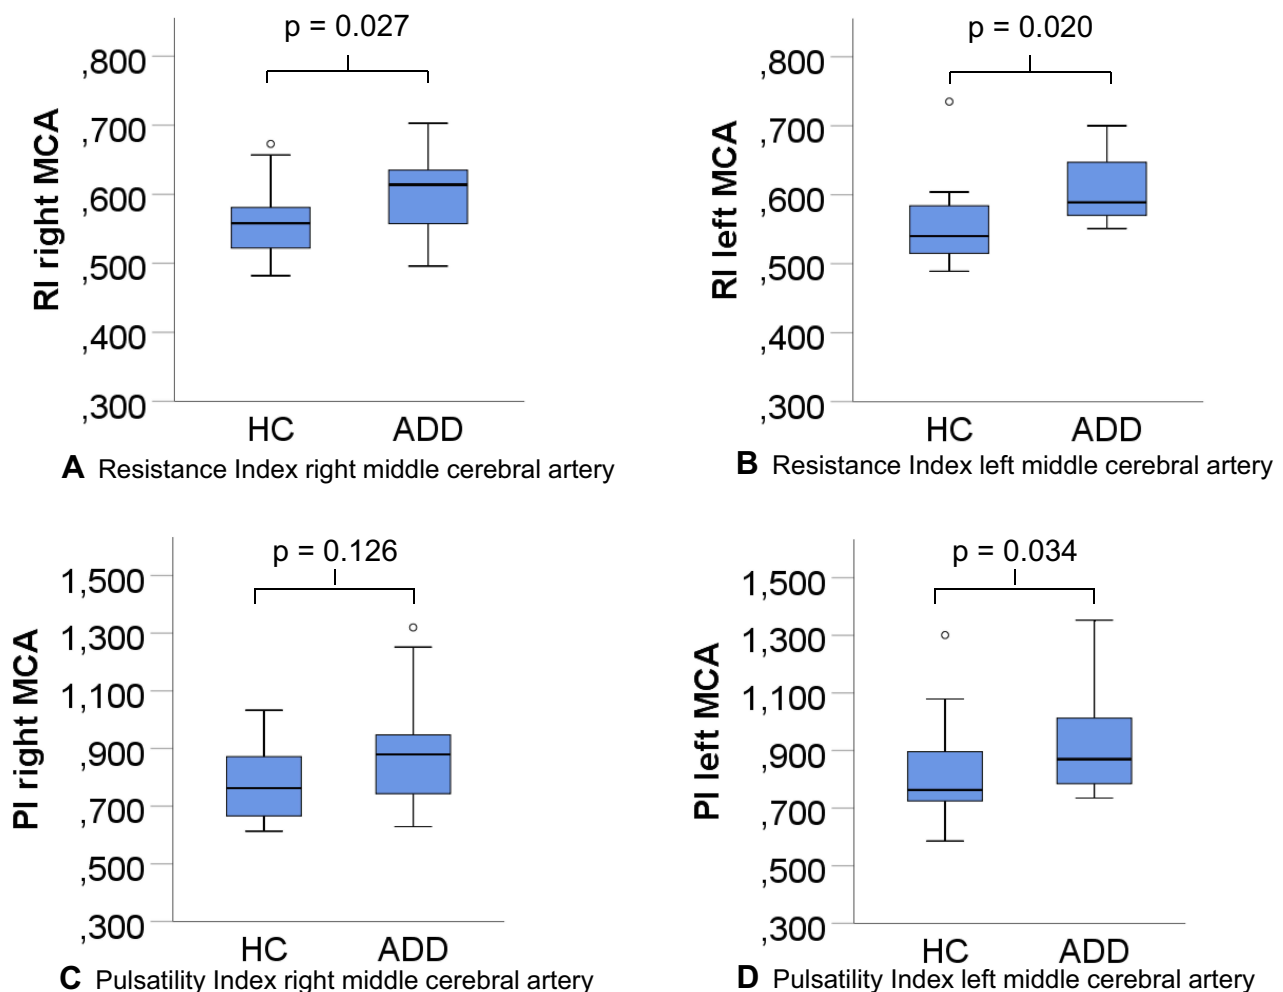 p = 0.027
,800
,700
,600
,500
,400
,300
RI right MCA
HC ADD
A Resistance Index right middle cerebral artery
p = 0.020
,800
,700
,600
,500
,400
,300
RI left MCA
HC ADD
B Resistance Index left middle cerebral artery
p = 0.126
1,500
1,300
1,100
,900
,700
,500
,300
PI right MCA
HC ADD
C Pulsatility Index right middle cerebral artery
p = 0.034
1,500
1,300
1,100
,900
,700
,500
,300
PI left MCA
HC ADD
D Pulsatility Index left middle cerebral artery